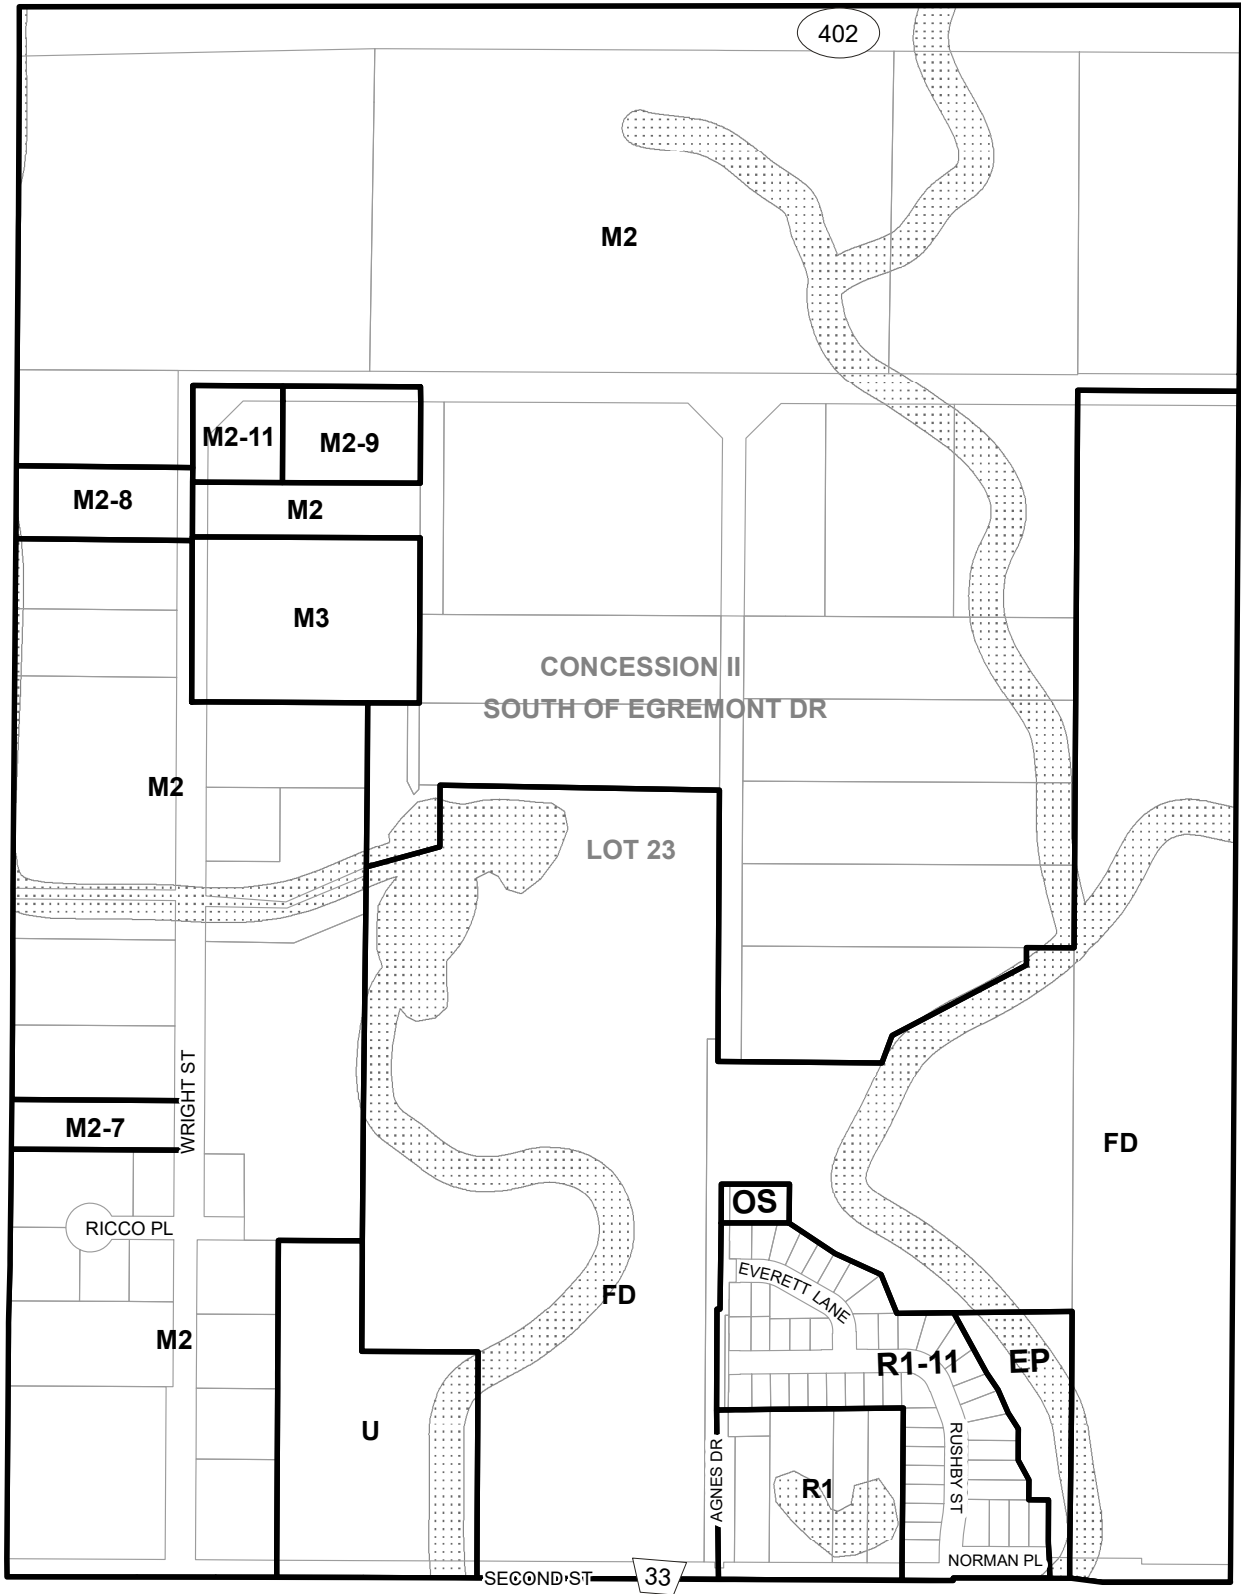 402
M2
M2-11
M2-9
M2-8
M2
M3
CONCESSION II
SOUTH OF EGREMONT DR
M2
LOT 23
WRIGHT ST
M2-7
FD
OS
RICCO PL
EVERETT LANE
FD
M2
R1-11
EP
U
RUSHBY ST
AGNES DR
R1
NORMAN PL
SECOND ST
33